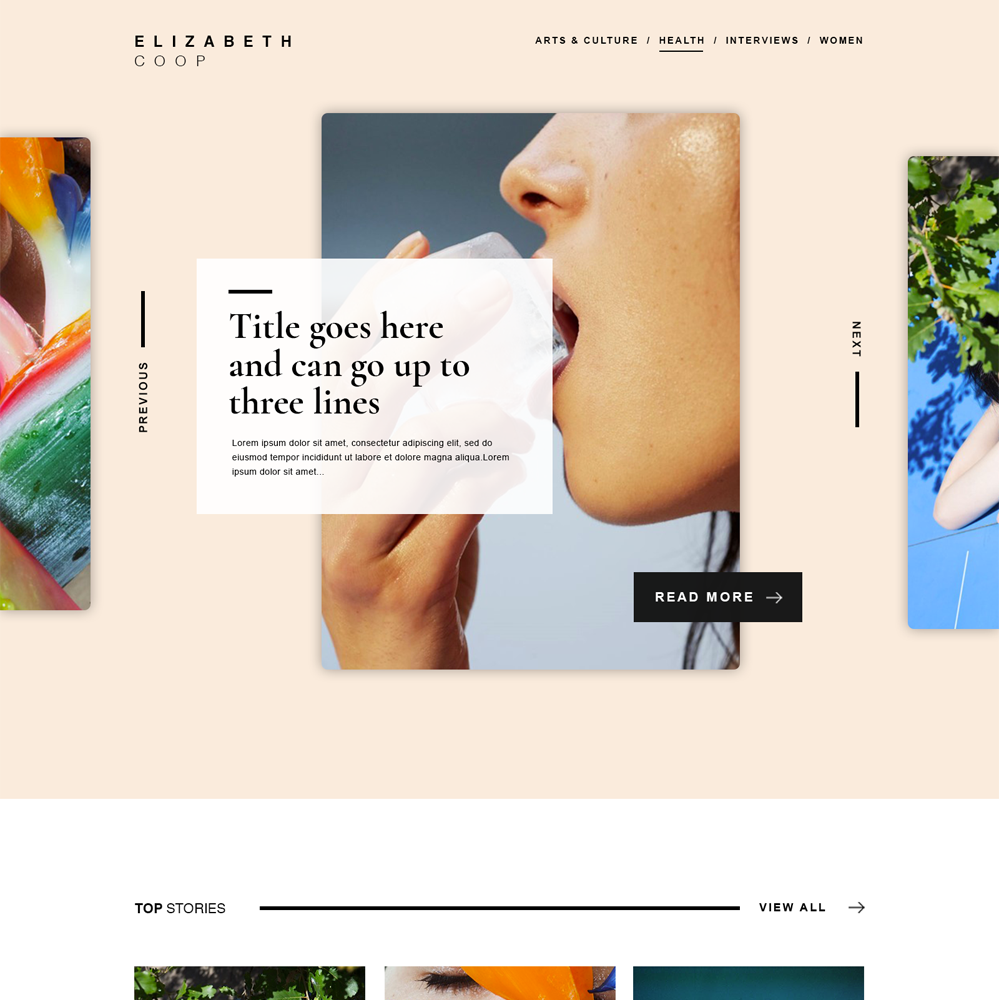 ELIZABETH
COOP
ARTS & CULTURE / HEALTH / INTERVIEWS / WOMEN
PREVIOUS
Title goes here
and can go up to
three lines
Lorem ipsum dolor sit amet, consectetur adipiscing elit, sed do
eiusmod tempor incididunt ut labore et dolore magna aliqua.Lorem
ipsum dolor sit amet...
NEXT
READ MORE
TOP STORIES
VIEW ALL